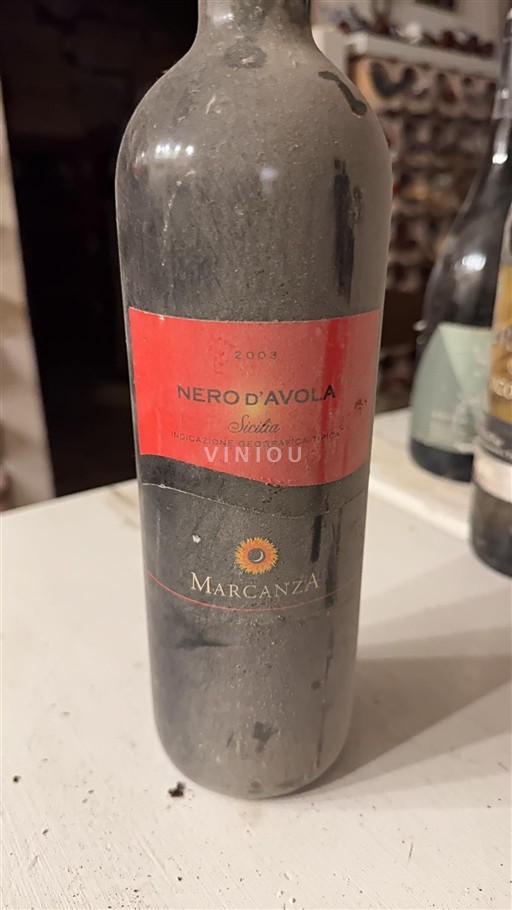 2003
NERO D'AVOLA
Sicilia
INDICAZIONE GEOGRAFICA TIPICA
VINIOU
MARCANZA